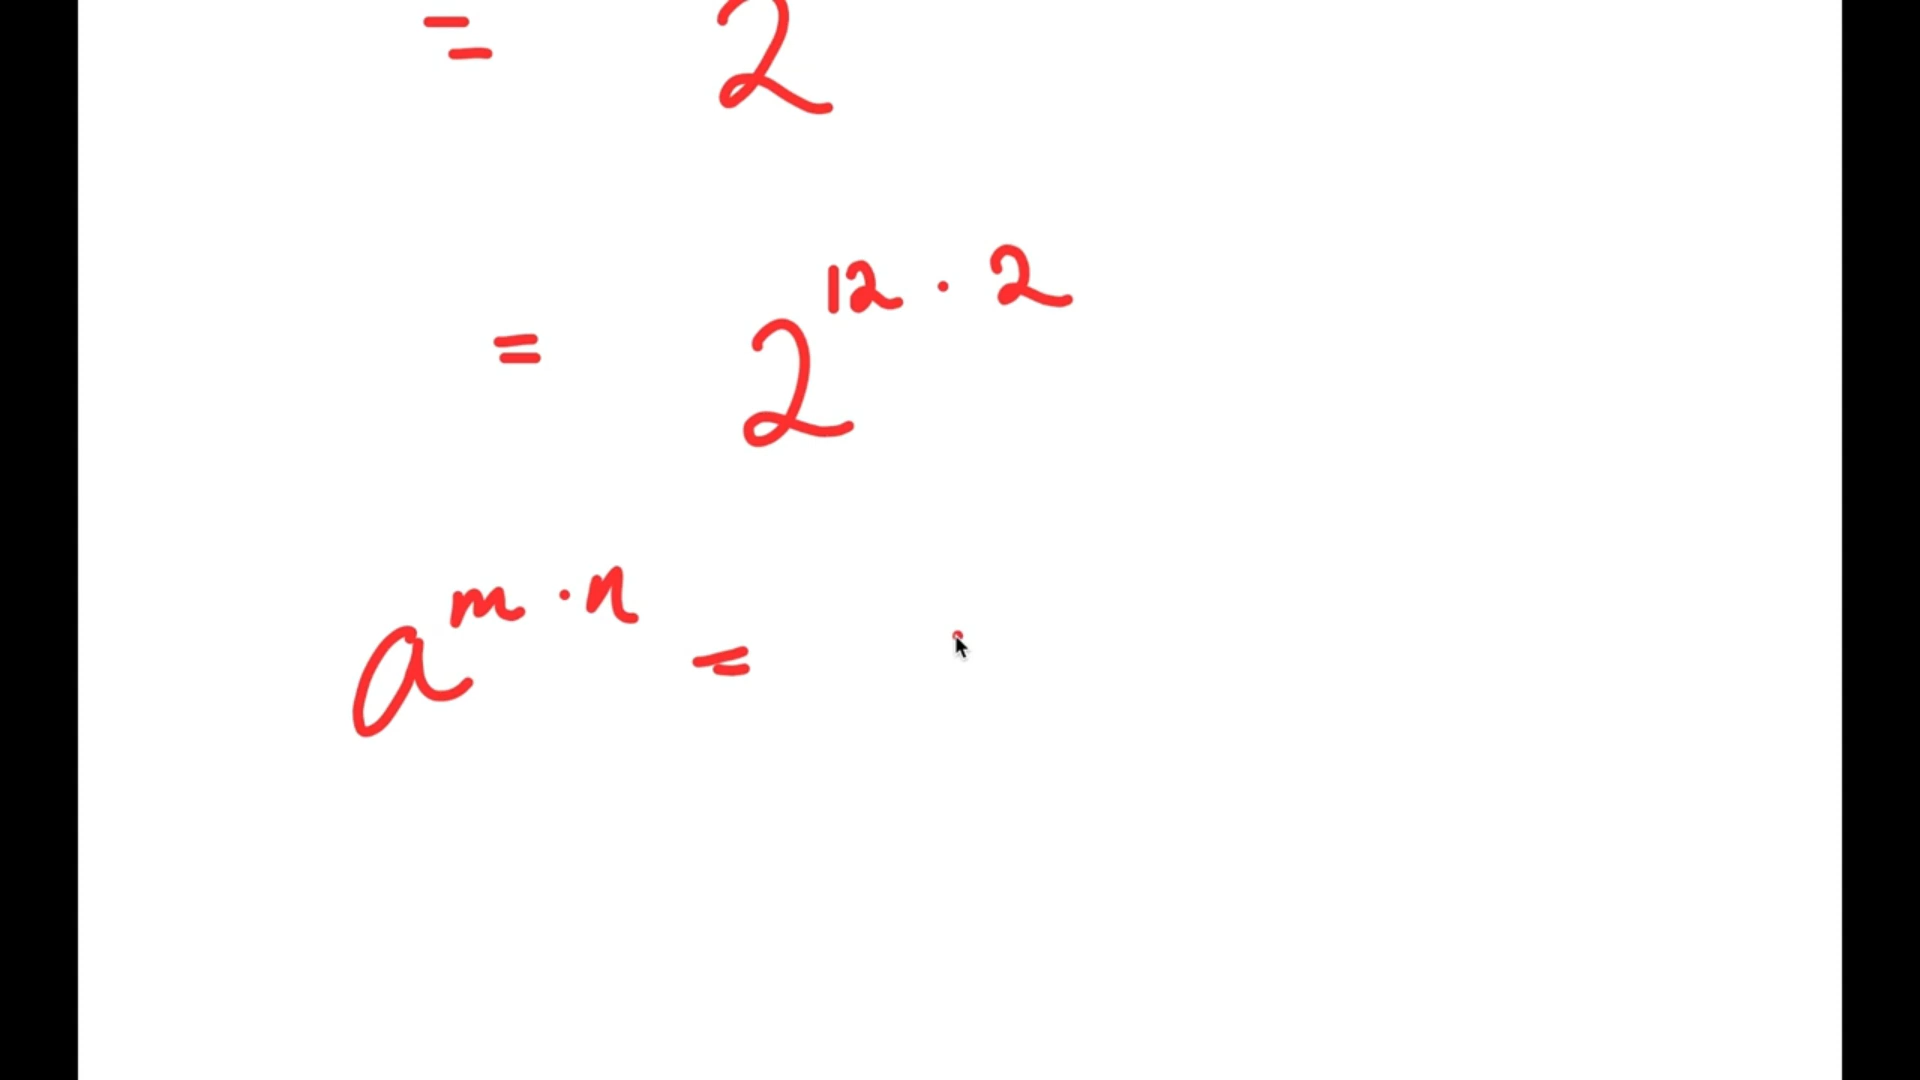 = 2
= 2^{12 · 2}
a^{m · n} =